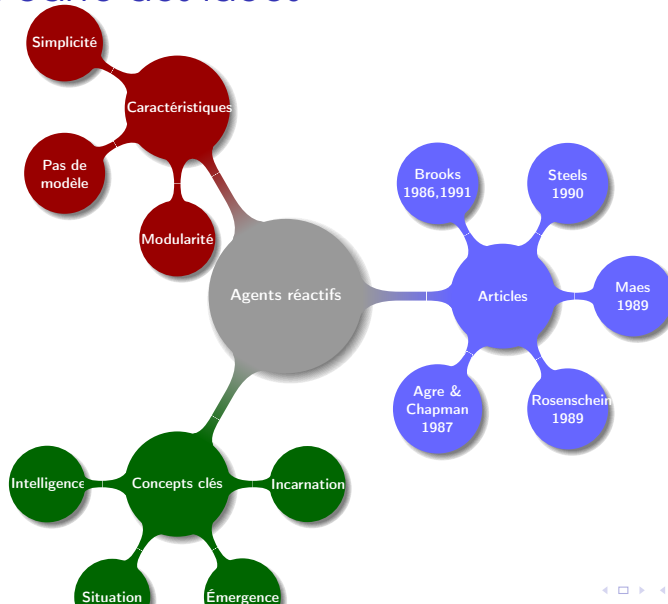 Simplicité
Caractéristiques
Pas de
modèle
Modularité
Brooks
1986,1991
Steels
1990
Agents réactifs
Articles
Maes
1989
Agre &
Chapman
1987
Rosenschein
1989
Intelligence
Concepts clés
Incarnation
Situation
Émergence